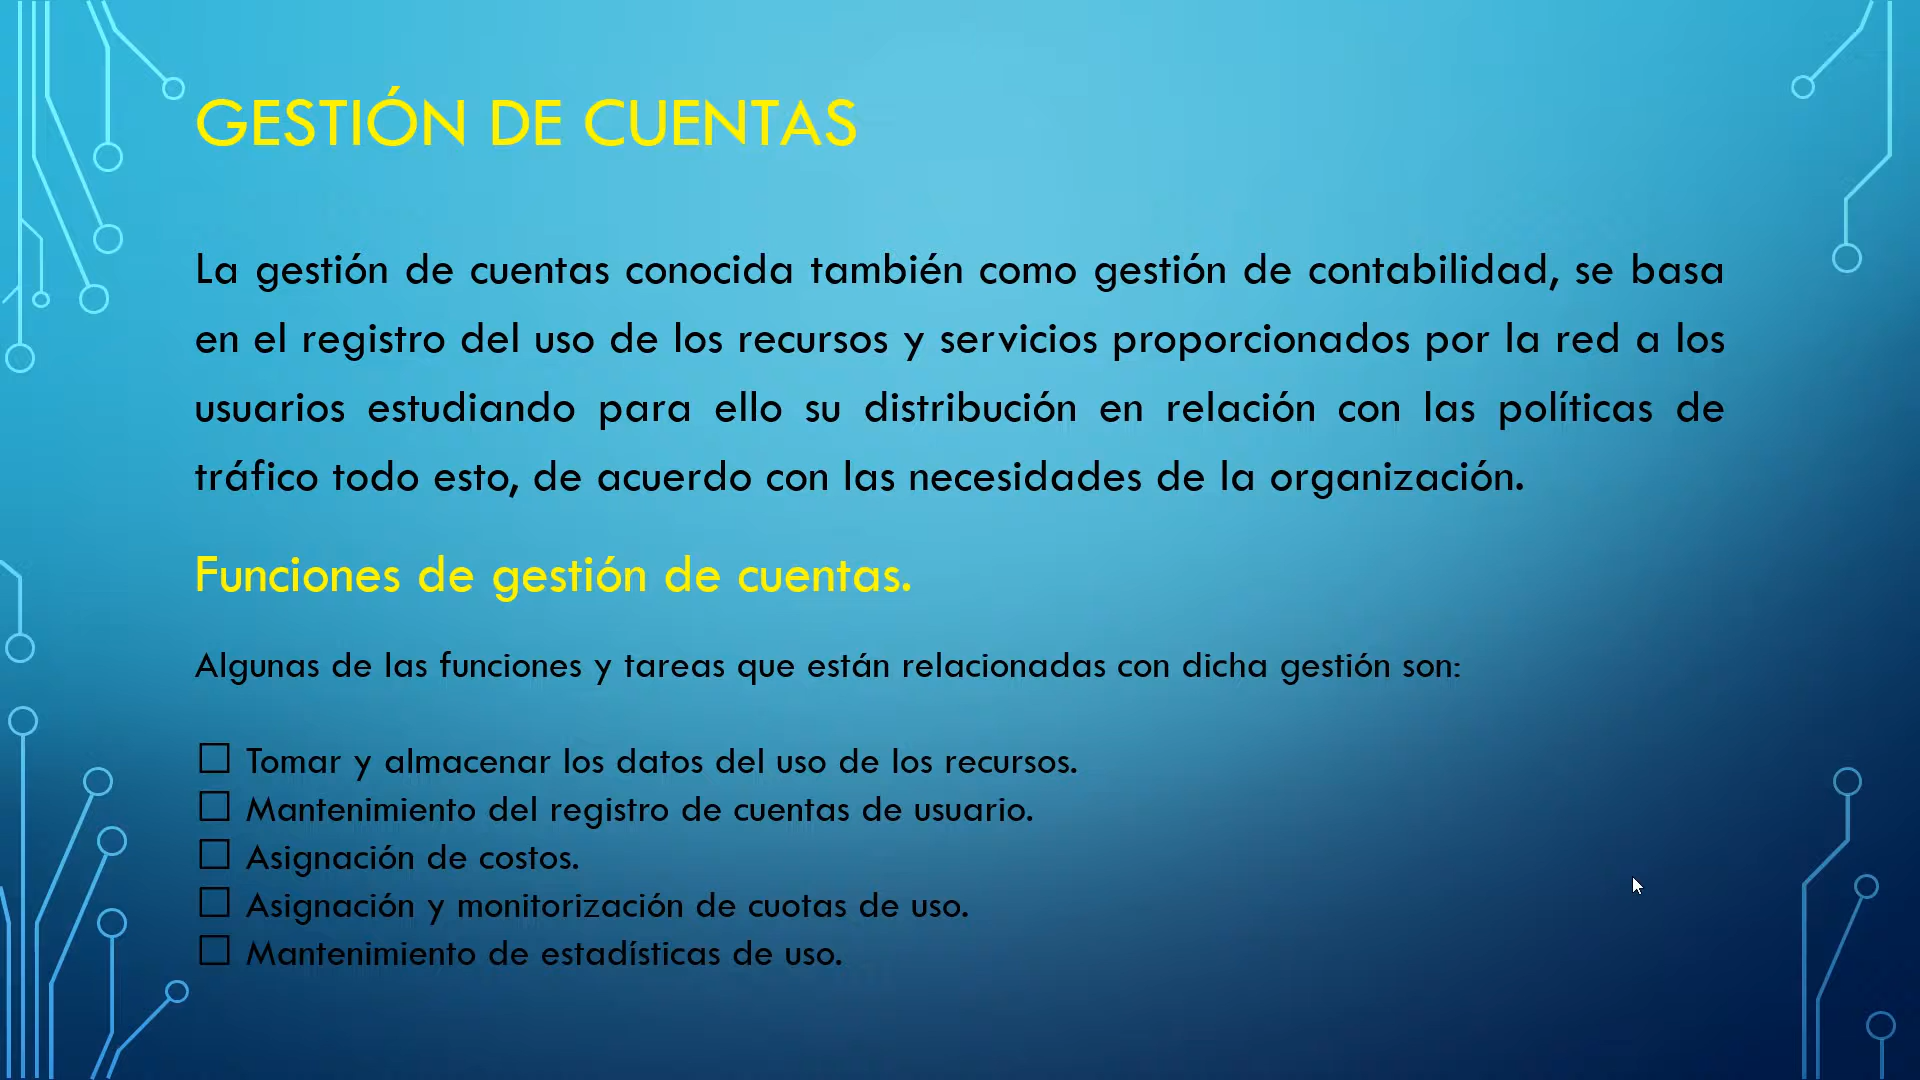 GESTIÓN DE CUENTAS
La gestión de cuentas conocida también como gestión de contabilidad, se basa
en el registro del uso de los recursos y servicios proporcionados por la red a los
usuarios estudiando para ello su distribución en relación con las políticas de
tráfico todo esto, de acuerdo con las necesidades de la organización.
Funciones de gestión de cuentas.
Algunas de las funciones y tareas que están relacionadas con dicha gestión son:
☐ Tomar y almacenar los datos del uso de los recursos.
☐ Mantenimiento del registro de cuentas de usuario.
☐ Asignación de costos.
☐ Asignación y monitorización de cuotas de uso.
☐ Mantenimiento de estadísticas de uso.